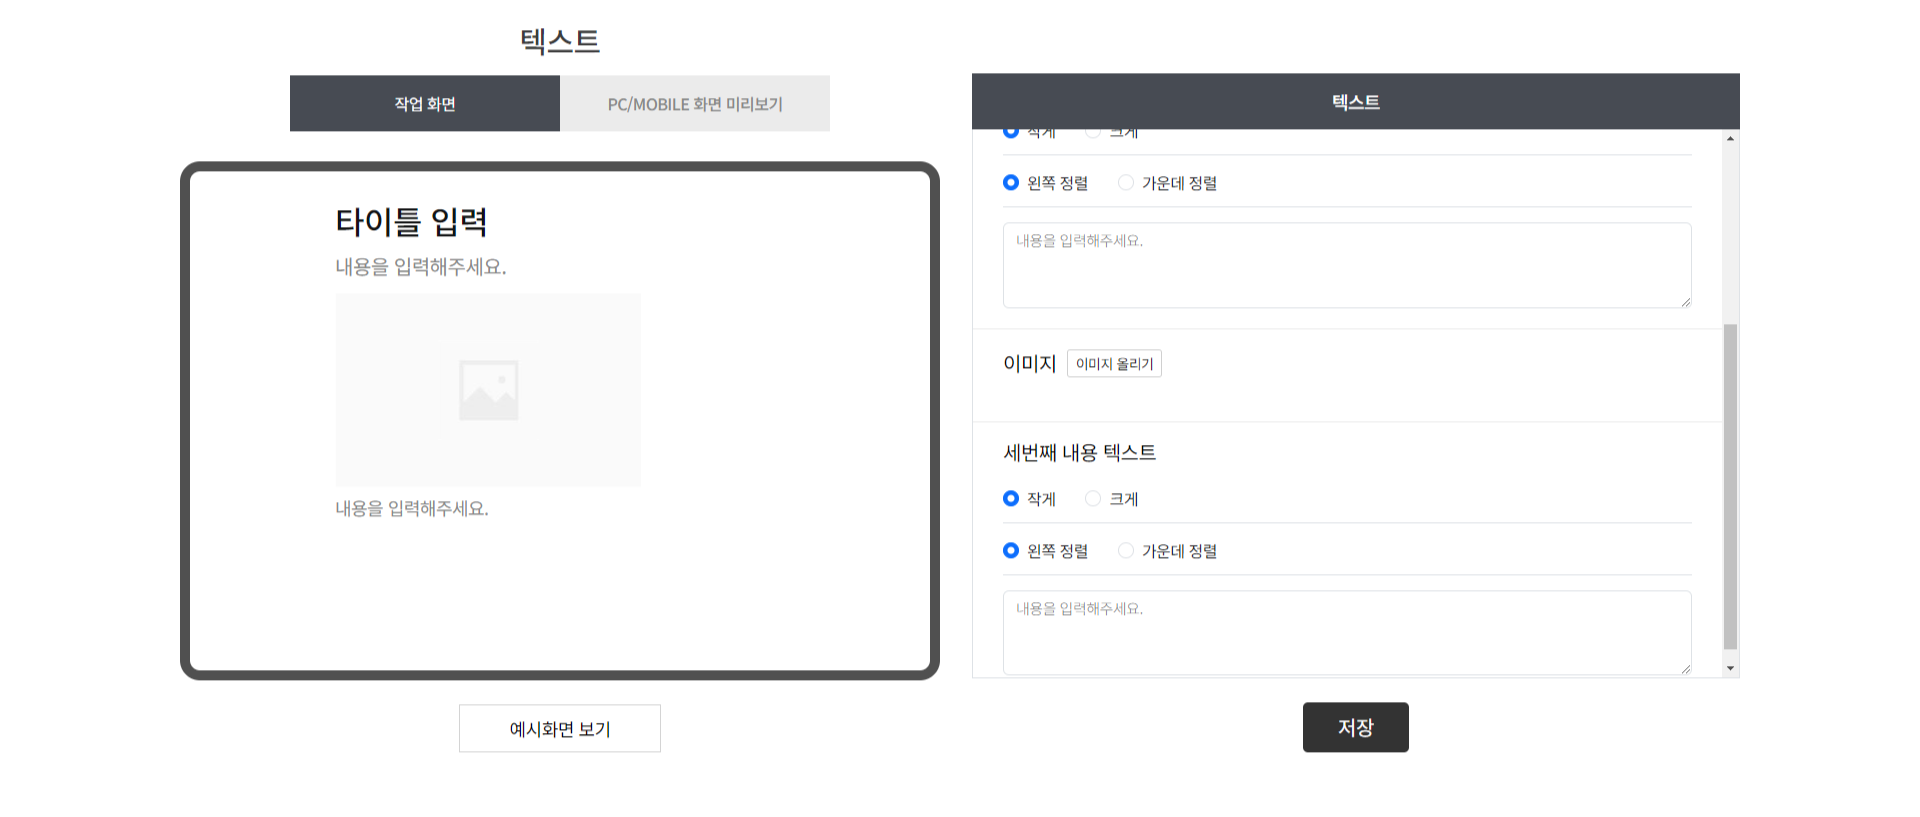 텍스트
작업 화면
PC/MOBILE 화면 미리보기
타이틀 입력
내용을 입력해주세요.
내용을 입력해주세요.
예시화면 보기
텍스트
작게 크게
왼쪽 정렬 가운데 정렬
내용을 입력해주세요.
이미지 이미지 올리기
세번째 내용 텍스트
작게 크게
왼쪽 정렬 가운데 정렬
내용을 입력해주세요.
저장